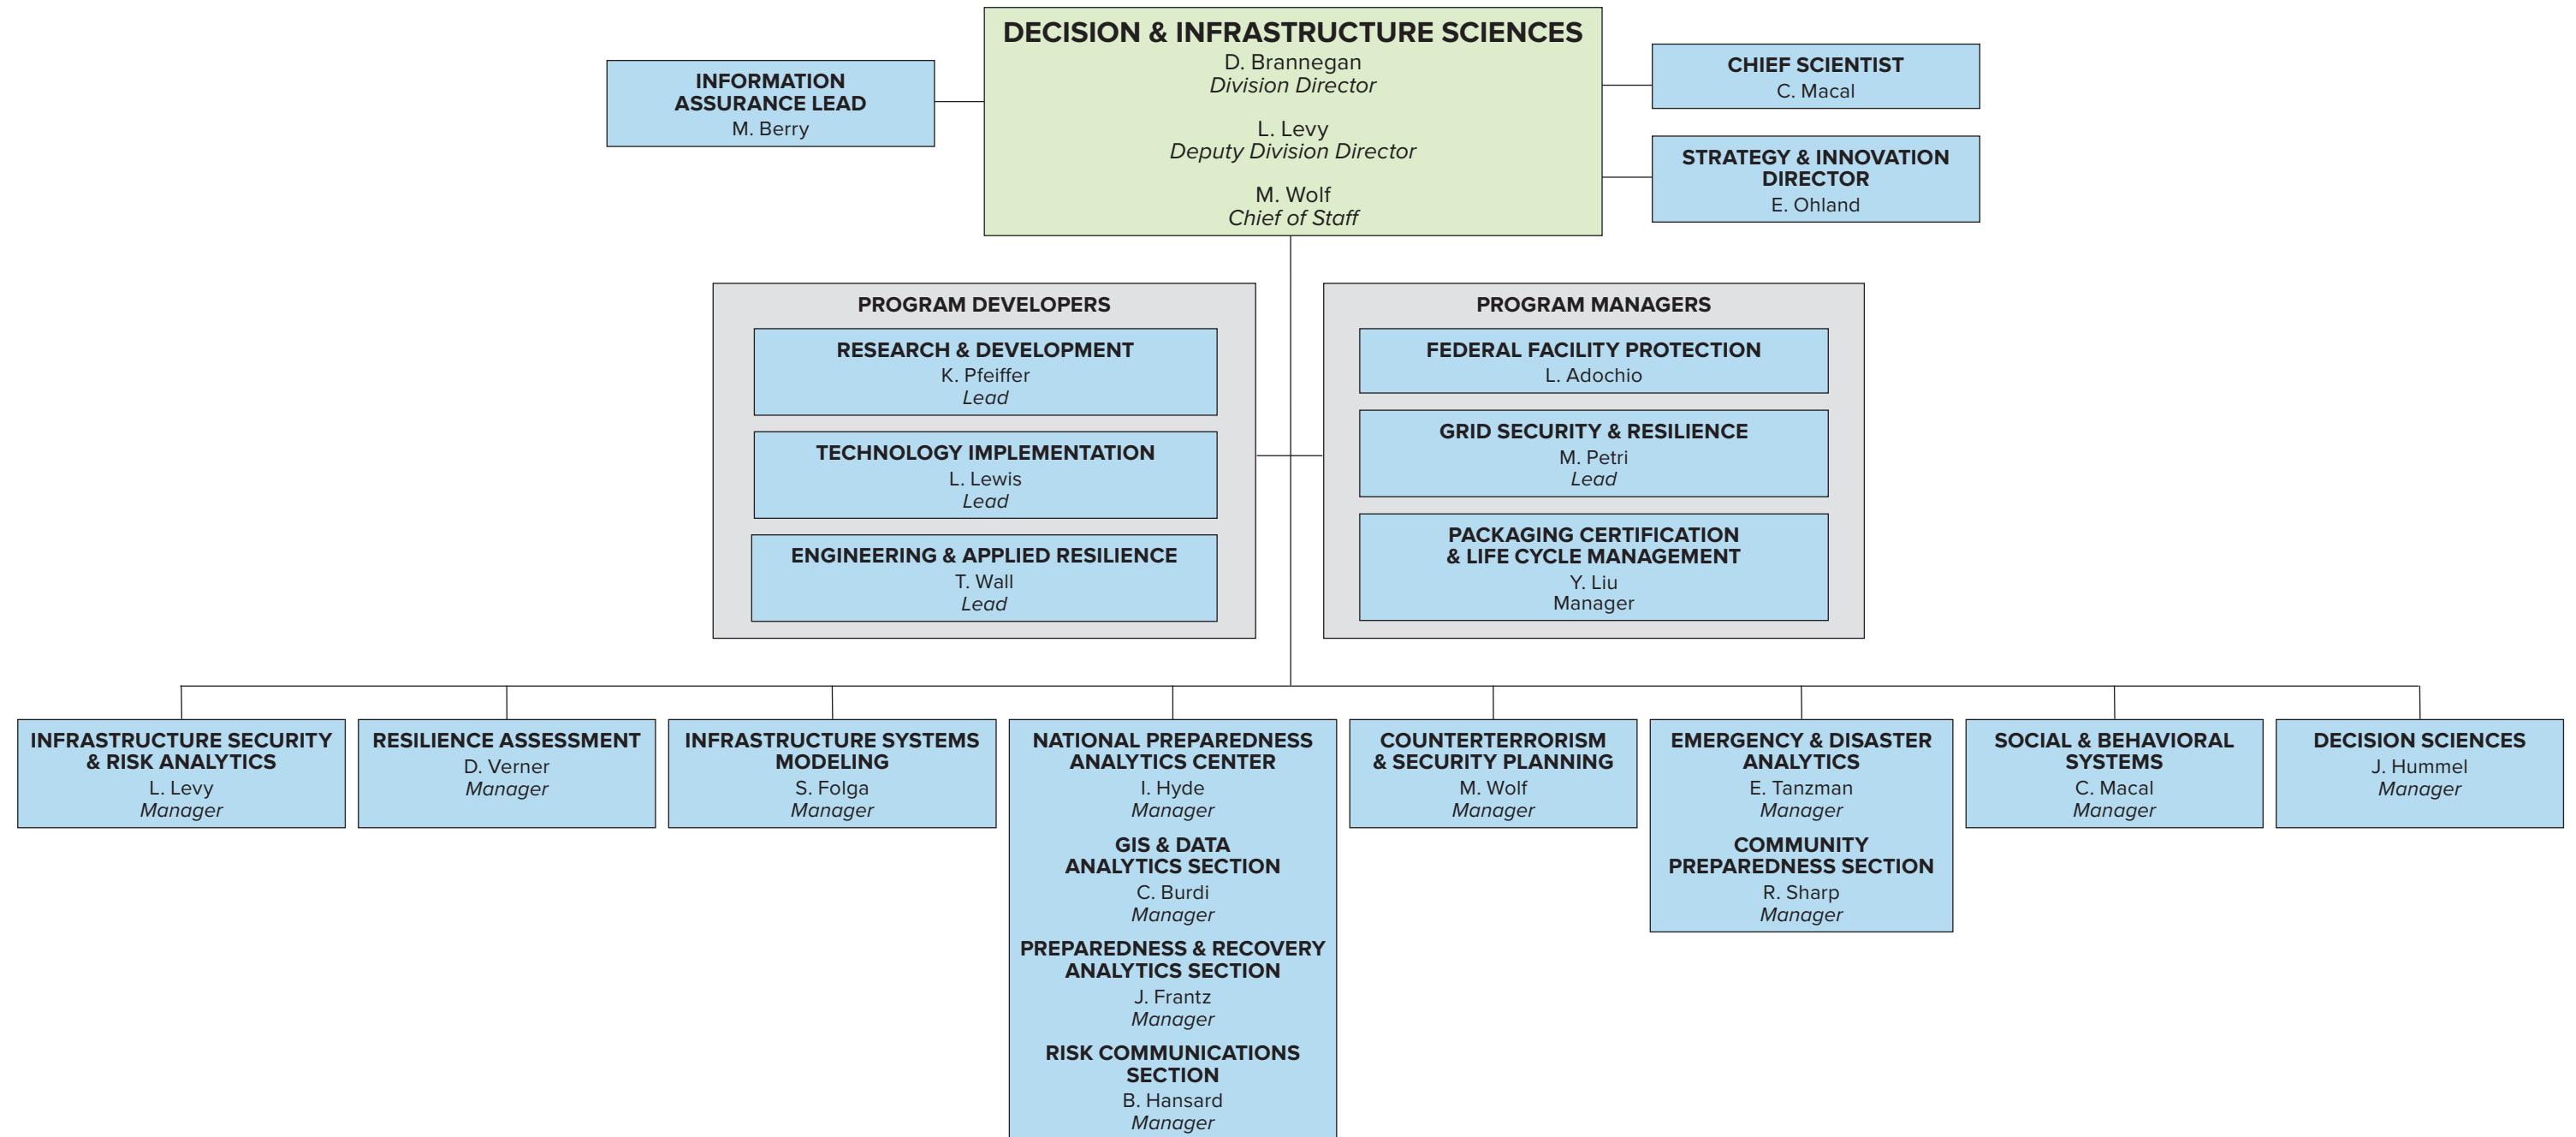 DECISION & INFRASTRUCTURE SCIENCES
D. Brannegan
Division Director
L. Levy
Deputy Division Director
M. Wolf
Chief of Staff
INFORMATION
ASSURANCE LEAD
M. Berry
CHIEF SCIENTIST
C. Macal
STRATEGY & INNOVATION
DIRECTOR
E. Ohland
PROGRAM DEVELOPERS
RESEARCH & DEVELOPMENT
K. Pfeiffer
Lead
TECHNOLOGY IMPLEMENTATION
L. Lewis
Lead
ENGINEERING & APPLIED RESILIENCE
T. Wall
Lead
PROGRAM MANAGERS
FEDERAL FACILITY PROTECTION
L. Adochio
GRID SECURITY & RESILIENCE
M. Petri
Lead
PACKAGING CERTIFICATION
& LIFE CYCLE MANAGEMENT
Y. Liu
Manager
INFRASTRUCTURE SECURITY
& RISK ANALYTICS
L. Levy
Manager
RESILIENCE ASSESSMENT
D. Verner
Manager
INFRASTRUCTURE SYSTEMS
MODELING
S. Folga
Manager
NATIONAL PREPAREDNESS
ANALYTICS CENTER
I. Hyde
Manager
GIS & DATA
ANALYTICS SECTION
C. Burdi
Manager
PREPAREDNESS & RECOVERY
ANALYTICS SECTION
J. Frantz
Manager
RISK COMMUNICATIONS
SECTION
B. Hansard
Manager
COUNTERTERRORISM
& SECURITY PLANNING
M. Wolf
Manager
EMERGENCY & DISASTER
ANALYTICS
E. Tanzman
Manager
COMMUNITY
PREPAREDNESS SECTION
R. Sharp
Manager
SOCIAL & BEHAVIORAL
SYSTEMS
C. Macal
Manager
DECISION SCIENCES
J. Hummel
Manager